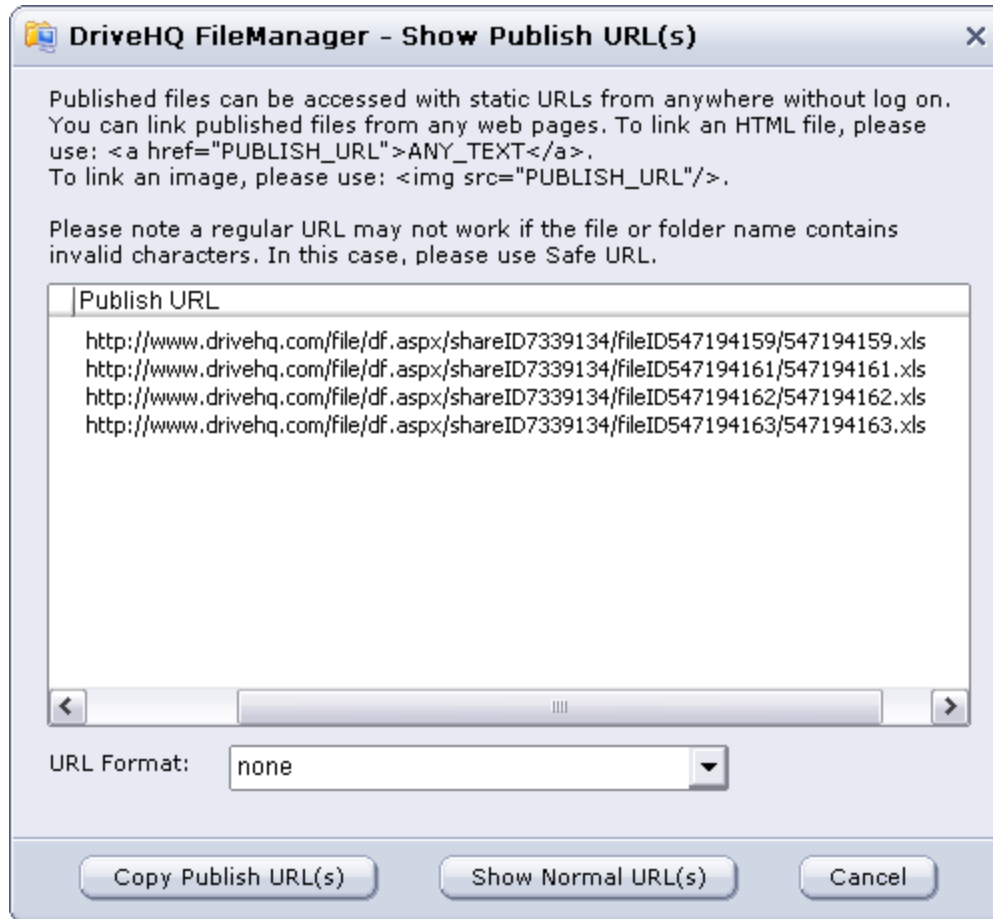 DriveHQ FileManager - Show Publish URL(s)
Published files can be accessed with static URLs from anywhere without log on.
You can link published files from any web pages. To link an HTML file, please
use: <a href="PUBLISH_URL">ANY_TEXT</a>.
To link an image, please use: <img src="PUBLISH_URL"/>.
Please note a regular URL may not work if the file or folder name contains
invalid characters. In this case, please use Safe URL.
Publish URL
http://www.drivehq.com/file/df.aspx/shareID7339134/fileID547194159/547194159.xls
http://www.drivehq.com/file/df.aspx/shareID7339134/fileID547194161/547194161.xls
http://www.drivehq.com/file/df.aspx/shareID7339134/fileID547194162/547194162.xls
http://www.drivehq.com/file/df.aspx/shareID7339134/fileID547194163/547194163.xls
URL Format: none
Copy Publish URL(s) Show Normal URL(s) Cancel